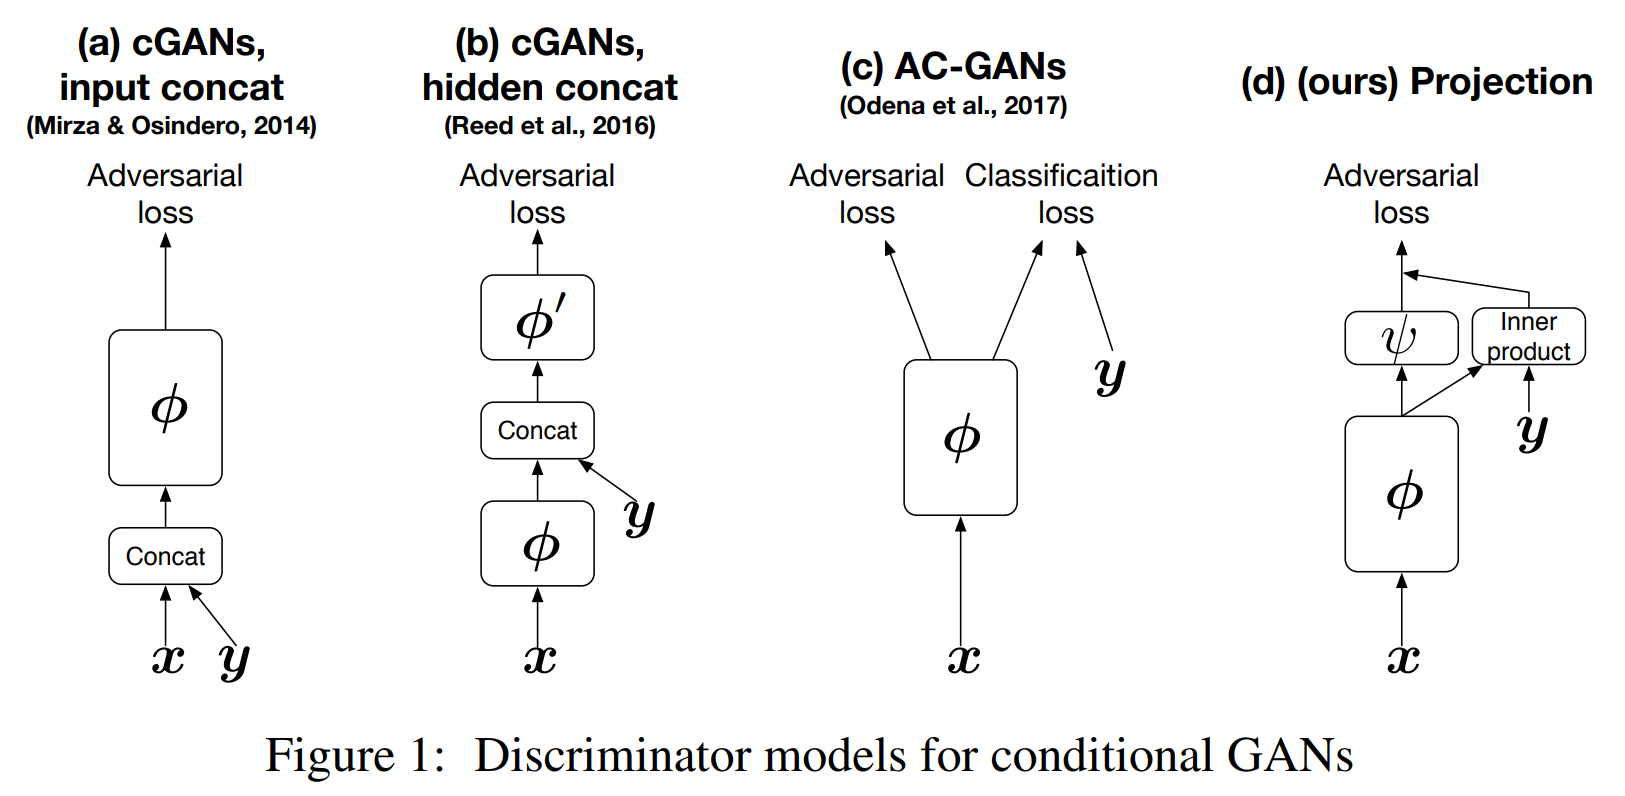 (a) cGANs,
input concat
(Mirza & Osindero, 2014)
Adversarial
loss
ϕ
Concat
x y
(b) cGANs,
hidden concat
(Reed et al., 2016)
Adversarial
loss
ϕ′
Concat
y
ϕ
x
(c) AC-GANs
(Odena et al., 2017)
Adversarial Classificaition
loss loss
y
ϕ
x
(d) (ours) Projection
Adversarial
loss
ψ
Inner
product
y
ϕ
x
Figure 1: Discriminator models for conditional GANs